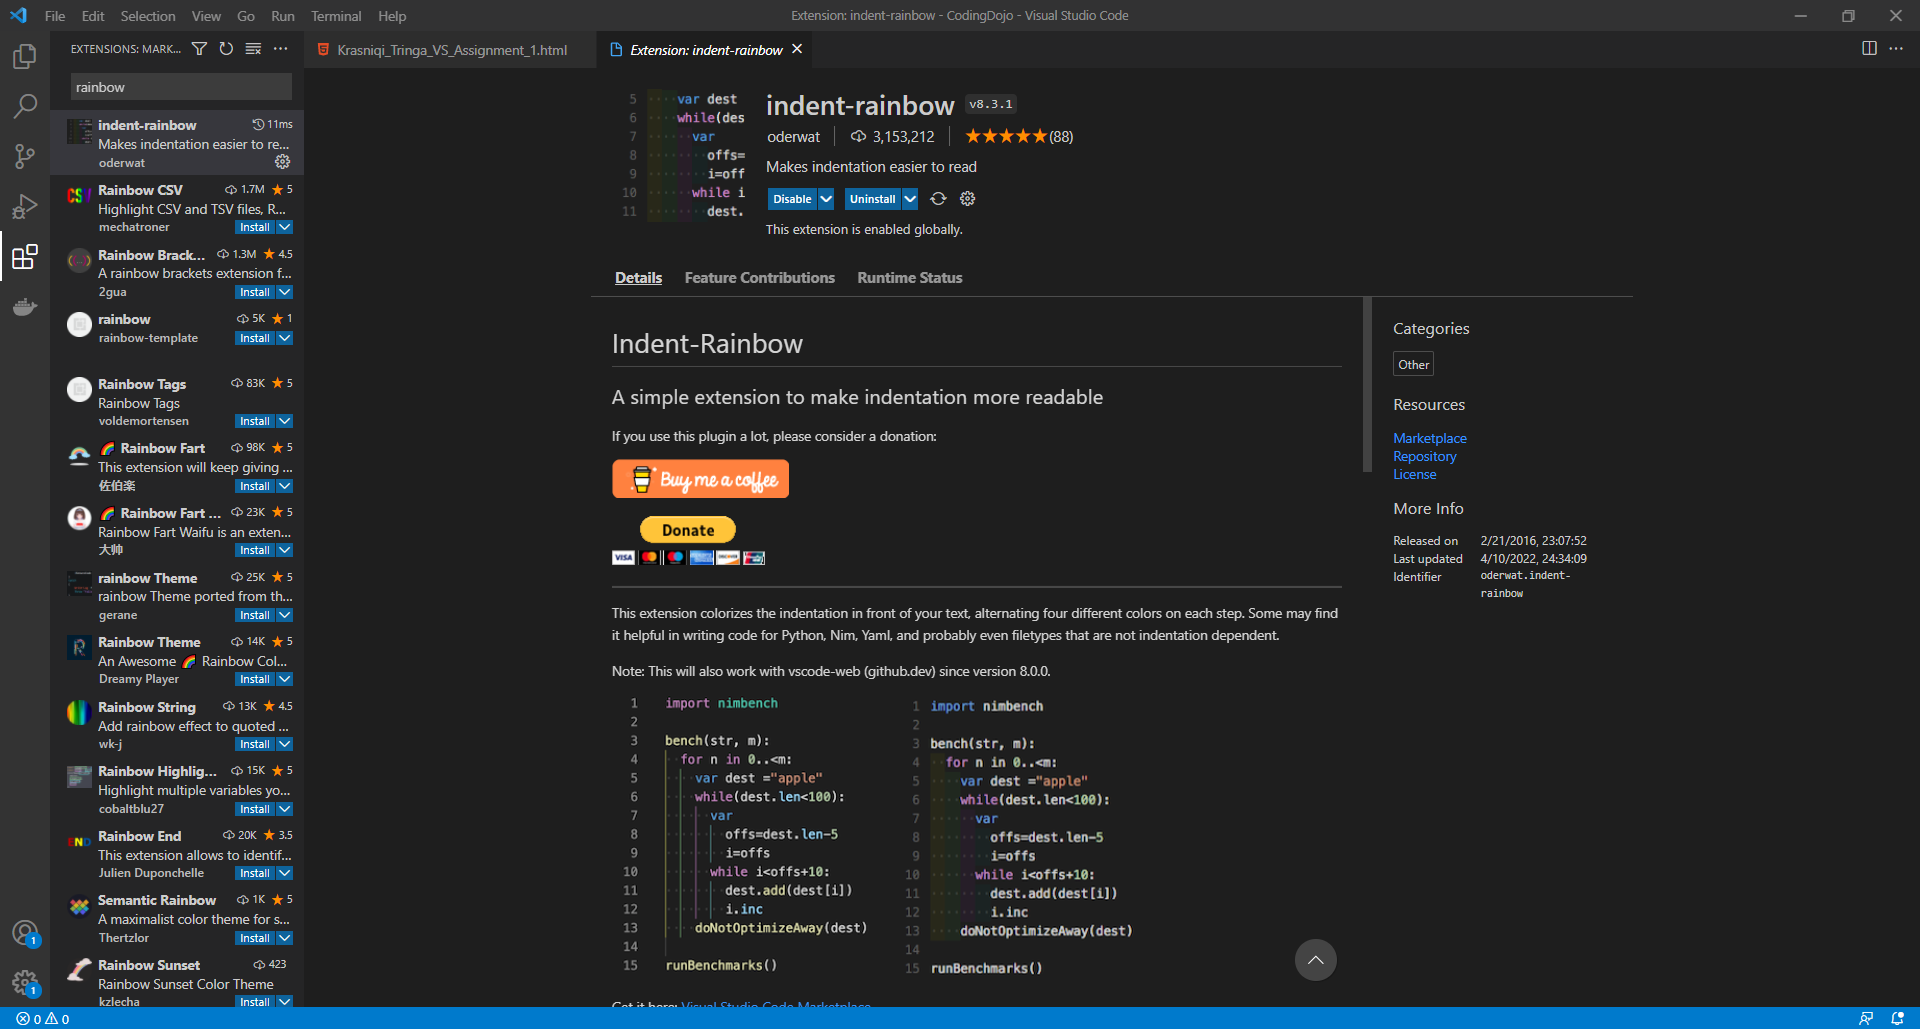 File Edit Selection View Go Run Terminal Help
Extension: indent-rainbow - CodingDojo - Visual Studio Code
EXTENSIONS: MARK...
Krasniqi_Tringa_VS_Assignment_1.html
Extension: indent-rainbow
rainbow
indent-rainbow 11ms
Makes indentation easier to re...
oderwat
Rainbow CSV 1.7M 5
Highlight CSV and TSV files, R...
mechatroner Install
Rainbow Brack... 1.3M 4.5
A rainbow brackets extension f...
2gua Install
rainbow 5K 1
rainbow-template Install
Rainbow Tags 83K 5
Rainbow Tags
voldemortensen Install
🌈 Rainbow Fart 98K 5
This extension will keep giving ...
佐伯楽 Install
🌈 Rainbow Fart ... 23K 5
Rainbow Fart Waifu is an exten...
大帅 Install
rainbow Theme 25K 5
rainbow Theme ported from th...
gerane Install
Rainbow Theme 14K 5
An Awesome 🌈 Rainbow Col...
Dreamy Player Install
Rainbow String 13K 4.5
Add rainbow effect to quoted ...
wk-j Install
Rainbow Highlig... 15K 5
Highlight multiple variables yo...
cobaltblu27 Install
Rainbow End 20K 3.5
This extension allows to identif...
Julien Duponchelle Install
Semantic Rainbow 1K 5
A maximalist color theme for s...
Thertzlor Install
Rainbow Sunset 423
Rainbow Sunset Color Theme
kzlecha Install
CSV
END
1
1
5 var dest
6 while(des
7 var
8 offs=
9 i=off
10 while i
11 dest.
indent-rainbow v8.3.1
oderwat 3,153,212 ★★★★★(88)
Makes indentation easier to read
Disable Uninstall
This extension is enabled globally.
Details Feature Contributions Runtime Status
Indent-Rainbow
A simple extension to make indentation more readable
If you use this plugin a lot, please consider a donation:
Buy me a coffee
Donate
VISA
This extension colorizes the indentation in front of your text, alternating four different colors on each step. Some may find
it helpful in writing code for Python, Nim, Yaml, and probably even filetypes that are not indentation dependent.
Note: This will also work with vscode-web (github.dev) since version 8.0.0.
1 import nimbench
2
3 bench(str, m):
4 for n in 0..<m:
5 var dest ="apple"
6 while(dest.len<100):
7 var
8 offs=dest.len-5
9 i=offs
10 while i<offs+10:
11 dest.add(dest[i])
12 i.inc
13 doNotOptimizeAway(dest)
14
15 runBenchmarks()
1 import nimbench
2
3 bench(str, m):
4 for n in 0..<m:
5 var dest ="apple"
6 while(dest.len<100):
7 var
8 offs=dest.len-5
9 i=offs
10 while i<offs+10:
11 dest.add(dest[i])
12 i.inc
13 doNotOptimizeAway(dest)
14
15 runBenchmarks()
Get it here: Visual Studio Code Marketplace
Categories
Other
Resources
Marketplace
Repository
License
More Info
Released on 2/21/2016, 23:07:52
Last updated 4/10/2022, 24:34:09
Identifier oderwat.indent-
rainbow
0 0